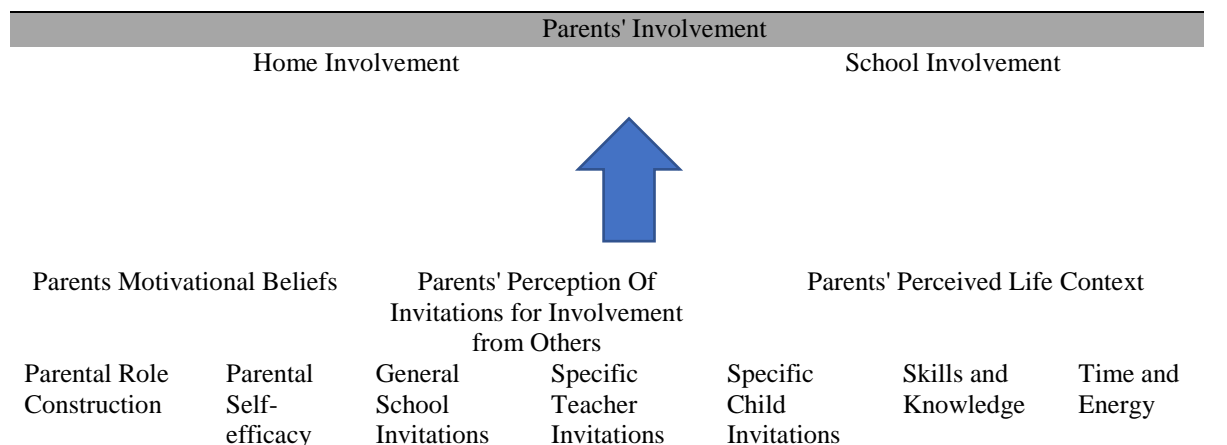 Parents' Involvement
Home Involvement School Involvement
Parents Motivational Beliefs Parents' Perception Of Parents' Perceived Life Context
Invitations for Involvement
from Others
Parental Role Parental General Specific Specific Skills and Time and
Construction Self- School Teacher Child Knowledge Energy
efficacy Invitations Invitations Invitations